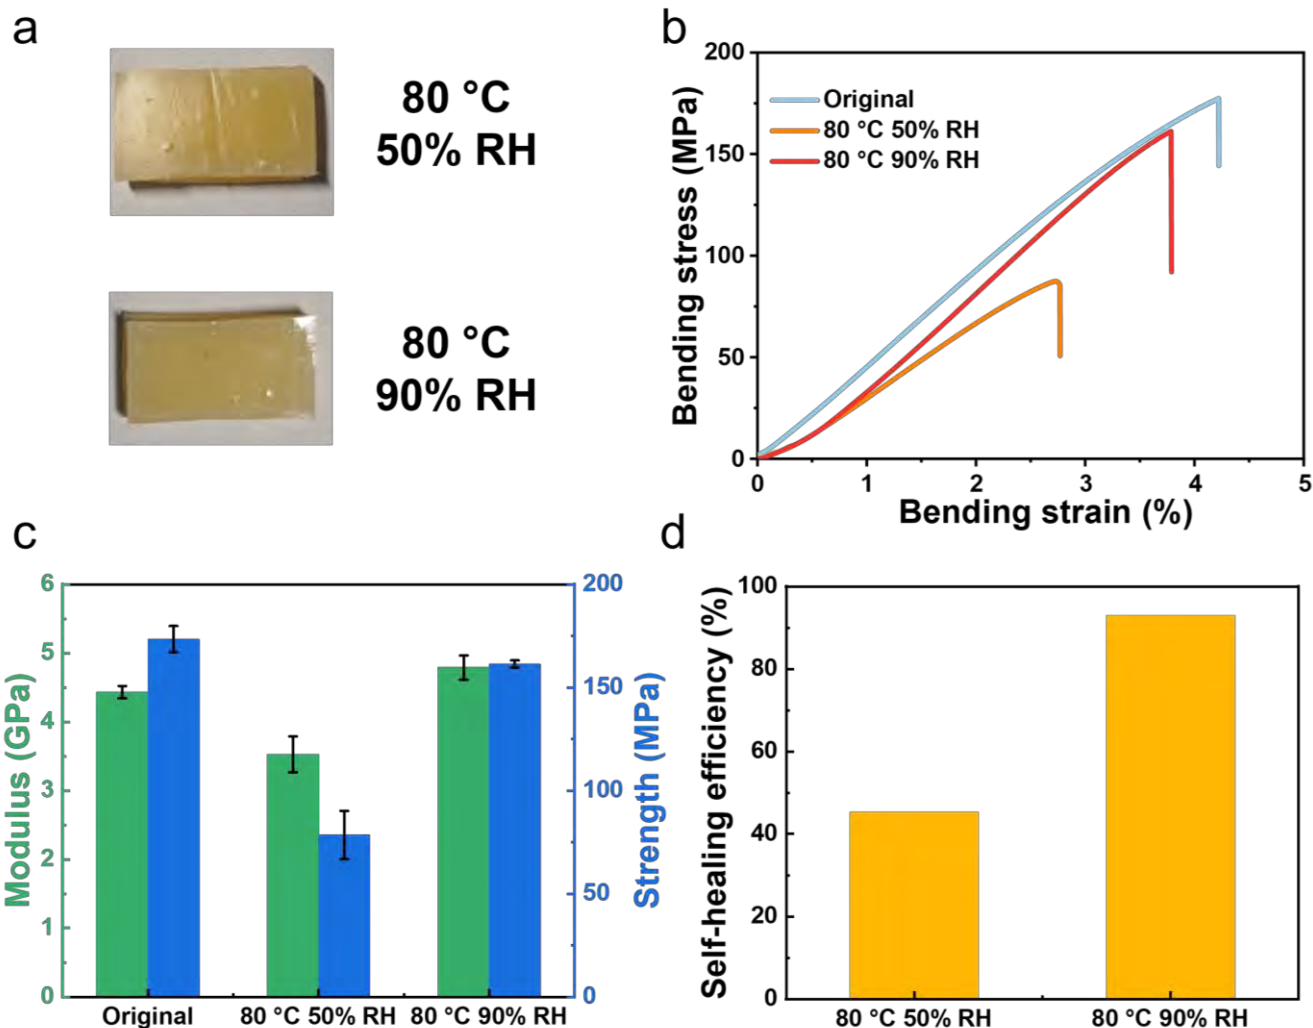 a
80 °C
50% RH
80 °C
90% RH
b
200
150
100
50
0
Bending stress (MPa)
Original
80 °C 50% RH
80 °C 90% RH
0 1 2 3 4 5
Bending strain (%)
c
6
5
4
3
2
1
0
Modulus (GPa)
200
150
100
50
0
Strength (MPa)
Original 80 °C 50% RH 80 °C 90% RH
d
100
80
60
40
20
0
Self-healing efficiency (%)
80 °C 50% RH 80 °C 90% RH